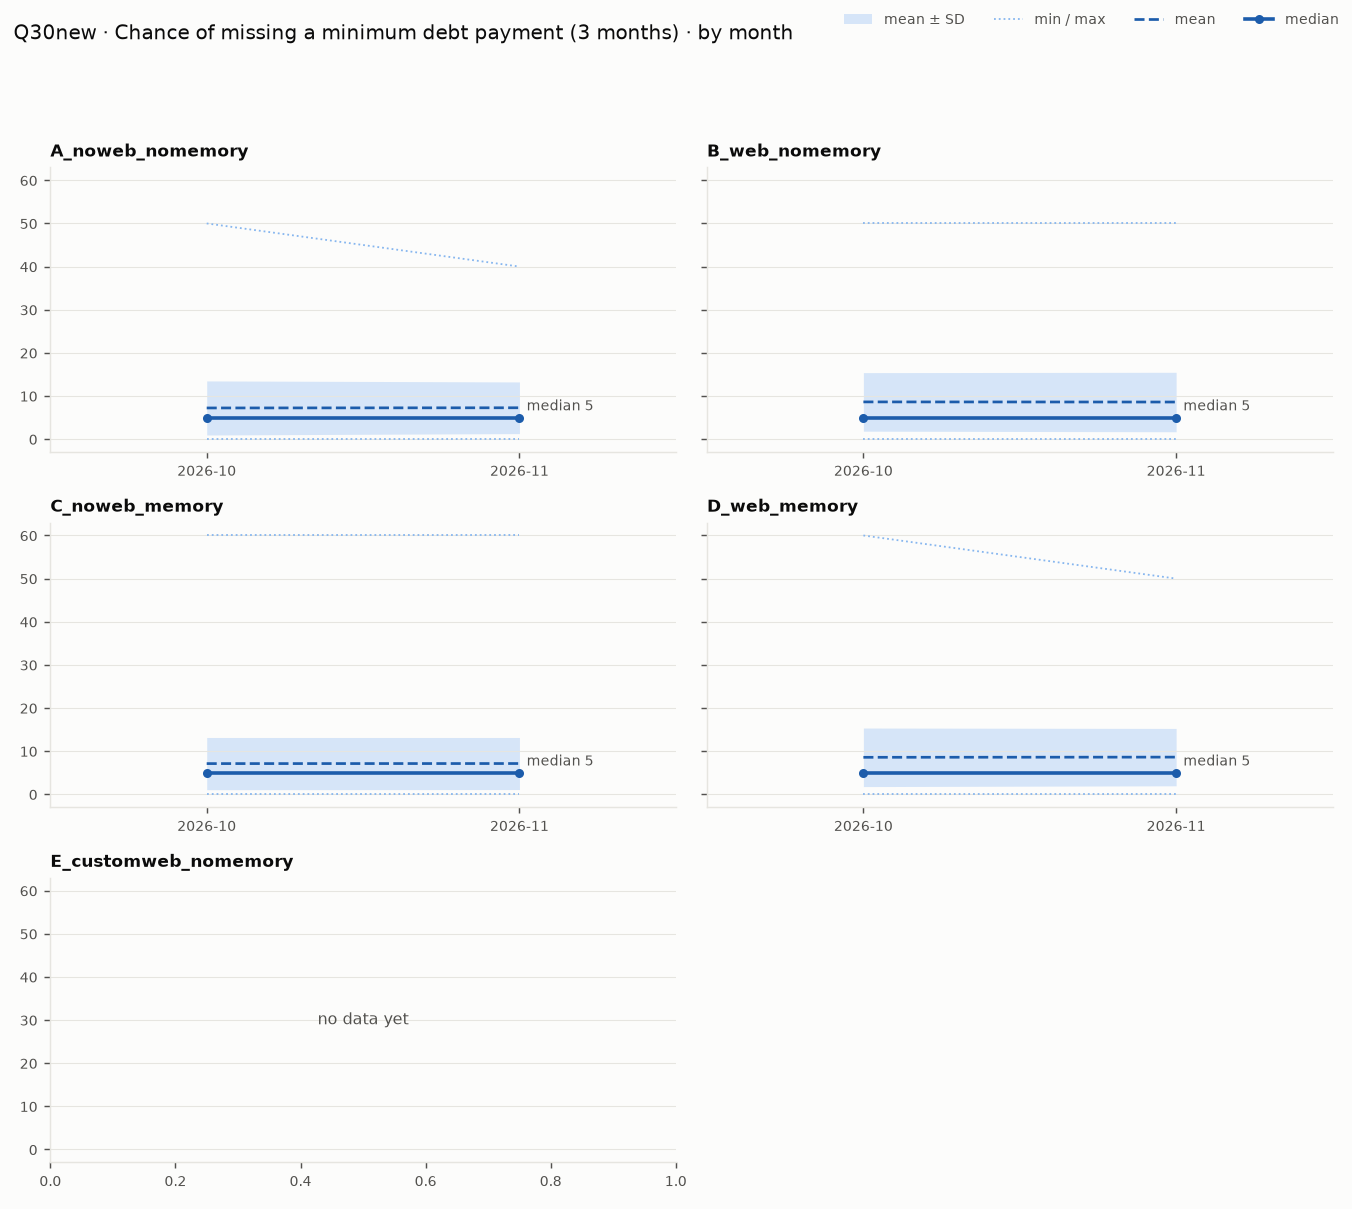 Q30new · Chance of missing a minimum debt payment (3 months) · by month
mean ± SD min / max mean median
A_noweb_nomemory
60
50
40
30
20
10
0
median 5
2026-10 2026-11
B_web_nomemory
median 5
2026-10 2026-11
C_noweb_memory
60
50
40
30
20
10
0
median 5
2026-10 2026-11
D_web_memory
median 5
2026-10 2026-11
E_customweb_nomemory
60
50
40
30
20
10
0
no data yet
0.0 0.2 0.4 0.6 0.8 1.0